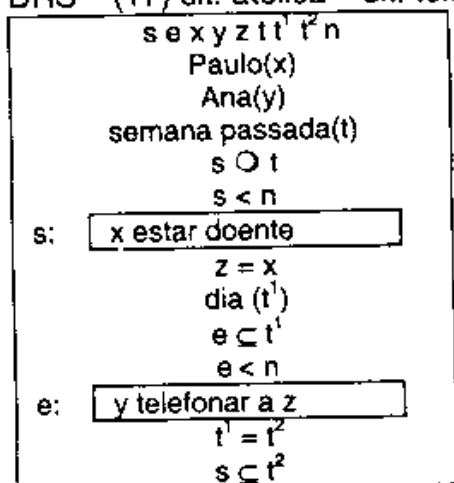 s e x y z t t¹ t² n
Paulo(x)
Ana(y)
semana passada(t)
s O t
s < n
s: x estar doente
z = x
dia (t¹)
e ⊂ t¹
e < n
e: y telefonar a z
t¹ = t²
s ⊂ t²